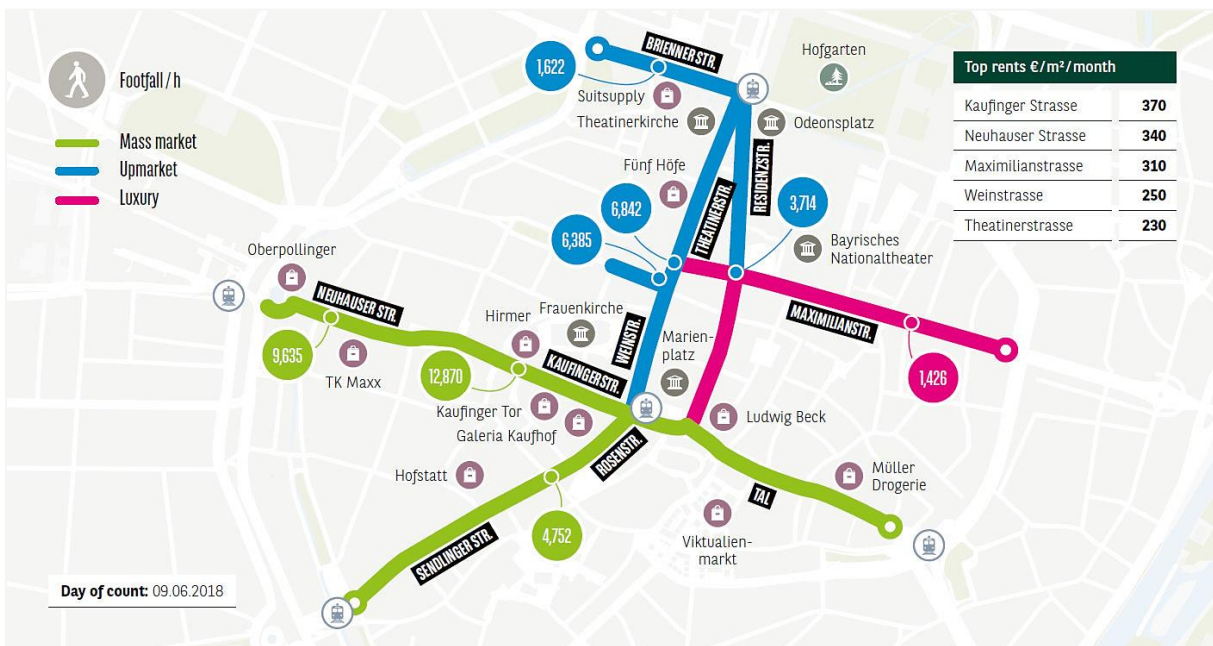 Footfall / h
Mass market
Upmarket
Luxury
BRIENNERSTR.
1,622
Suitsupply
Theatinerkirche
Hofgarten
Odeonsplatz
Fünf Höfe
6,842
6,385
THEATINERSTR.
RESIDENZSTR.
3,714
Bayrisches
Nationaltheater
Top rents €/m²/month
Kaufinger Strasse 370
Neuhauser Strasse 340
Maximilianstrasse 310
Weinstrasse 250
Theatinerstrasse 230
Oberpollinger
NEUHAUSER STR.
9,635
TK Maxx
Hirmer
12,870
Frauenkirche
KAUFINGERSTR.
WEINSTR.
Marien-
platz
MAXIMILIANSTR.
1,426
Kaufinger Tor
Galeria Kaufhof
Ludwig Beck
Hofstatt
ROSENSTR.
4,752
SENDLINGER STR.
TAL
Müller
Drogerie
Viktualien-
markt
Day of count: 09.06.2018